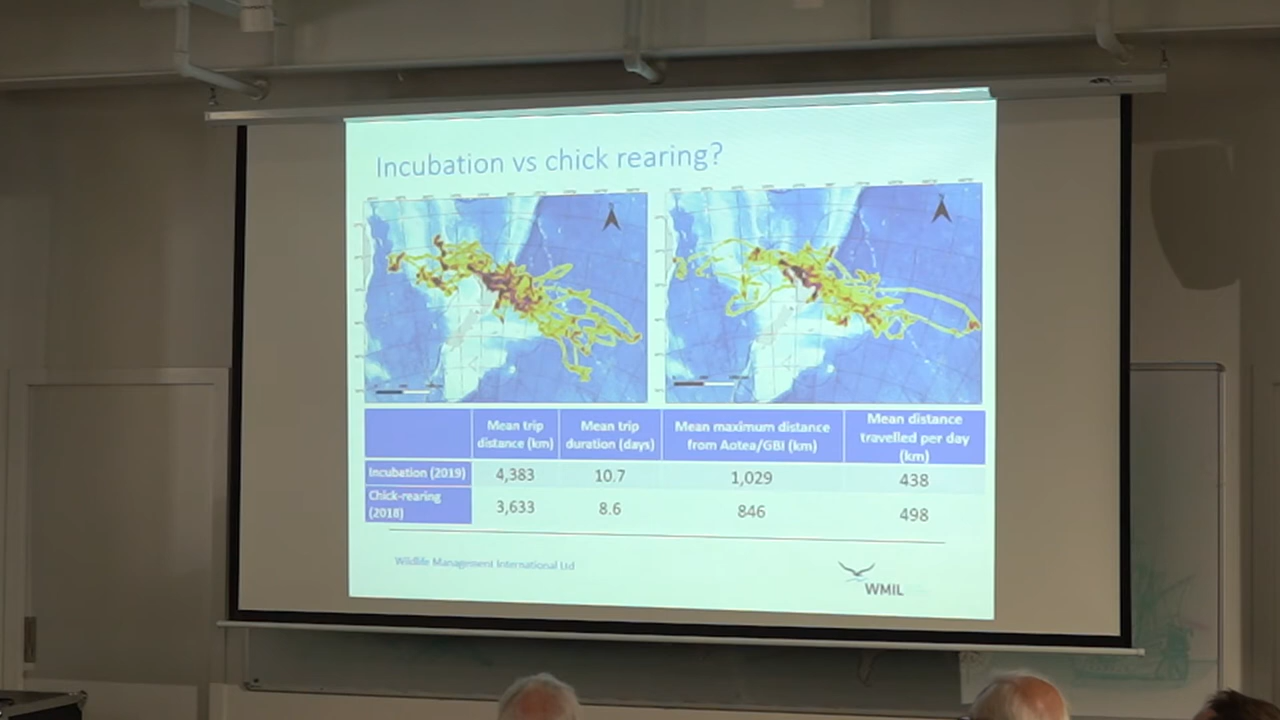 Incubation vs chick rearing?
Mean trip
distance (km)
Mean trip
duration (days)
Mean maximum distance
from Aotea/GBI (km)
Mean distance
travelled per day
(km)
Incubation (2019)
4,383
10.7
1,029
438
Chick-rearing
(2018)
3,633
8.6
846
498
Wildlife Management International Ltd
WMIL